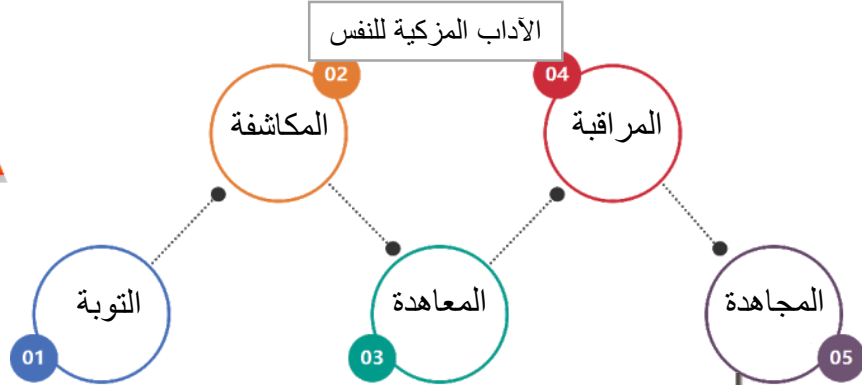 الآداب المزكية للنفس
01
التوبة
02
المكاشفة
03
المعاهدة
04
المراقبة
05
المجاهدة